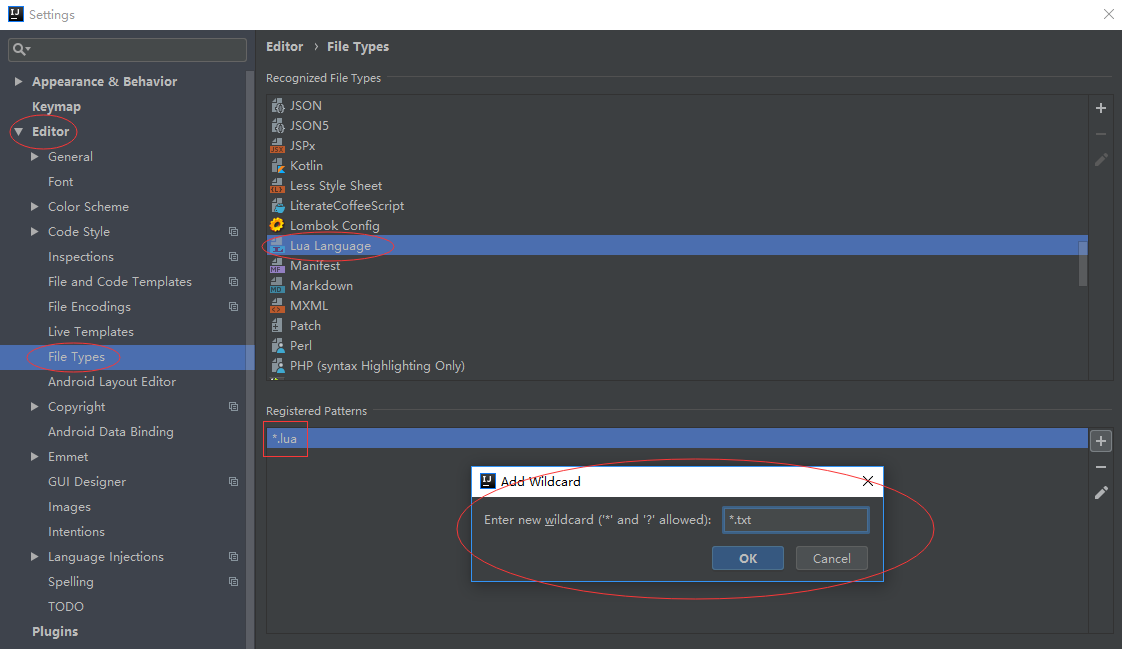 Settings
Appearance & Behavior
Keymap
Editor
General
Font
Color Scheme
Code Style
Inspections
File and Code Templates
File Encodings
Live Templates
File Types
Android Layout Editor
Copyright
Android Data Binding
Emmet
GUI Designer
Images
Intentions
Language Injections
Spelling
TODO
Plugins
Editor › File Types
Recognized File Types
JSON
JSON5
JSPx
Kotlin
Less Style Sheet
LiterateCoffeeScript
Lombok Config
Lua Language
Manifest
Markdown
MXML
Patch
Perl
PHP (syntax Highlighting Only)
Registered Patterns
*.lua
Add Wildcard
Enter new wildcard ('*' and '?' allowed): *.txt
OK Cancel